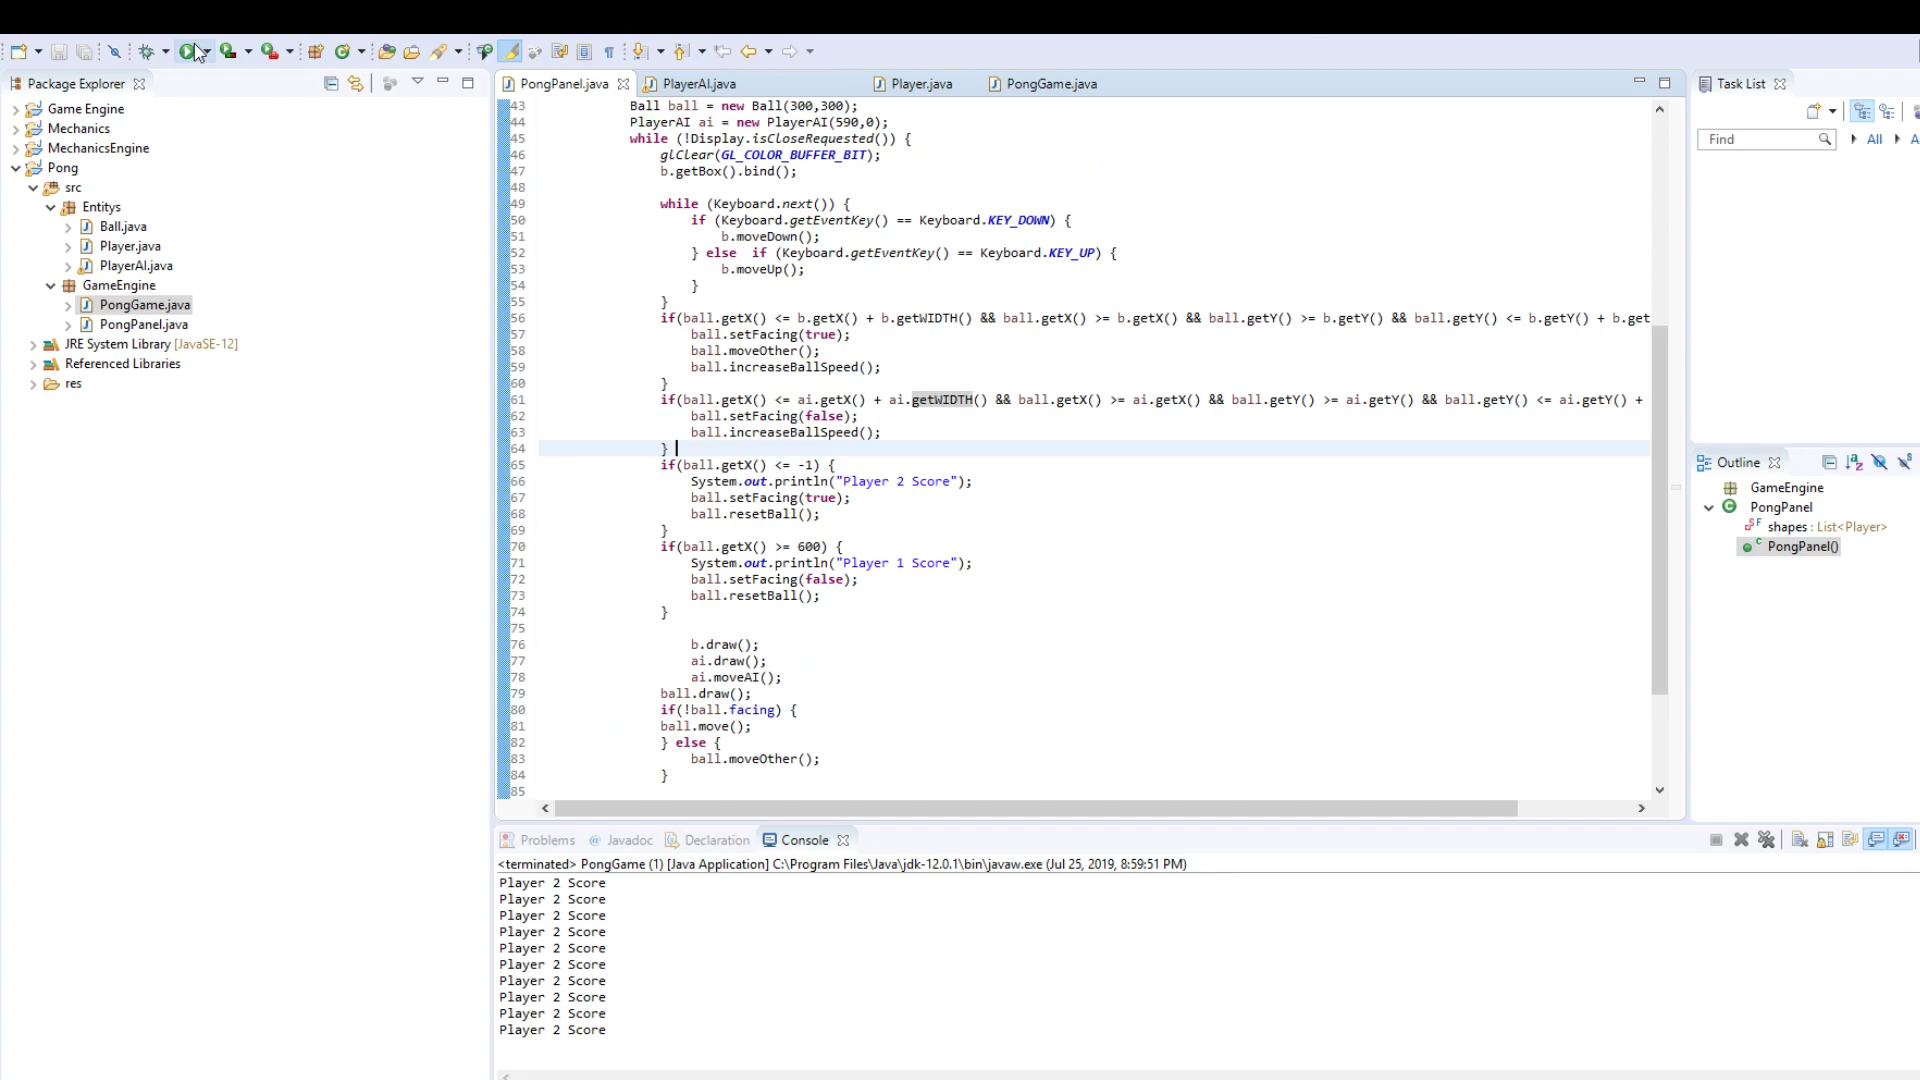 Package Explorer
Game Engine
Mechanics
MechanicsEngine
Pong
src
Entitys
Ball.java
Player.java
PlayerAI.java
GameEngine
PongGame.java
PongPanel.java
JRE System Library [JavaSE-12]
Referenced Libraries
res
PongPanel.java PlayerAI.java Player.java PongGame.java
43 Ball ball = new Ball(300,300);
44 PlayerAI ai = new PlayerAI(590,0);
45 while (!Display.isCloseRequested()) {
46 glClear(GL_COLOR_BUFFER_BIT);
47 b.getBox().bind();
48
49 while (Keyboard.next()) {
50 if (Keyboard.getEventKey() == Keyboard.KEY_DOWN) {
51 b.moveDown();
52 } else  if (Keyboard.getEventKey() == Keyboard.KEY_UP) {
53 b.moveUp();
54 }
55 }
56 if(ball.getX() <= b.getX() + b.getWIDTH() && ball.getX() >= b.getX() && ball.getY() >= b.getY() && ball.getY() <= b.getY() + b.get
57 ball.setFacing(true);
58 ball.moveOther();
59 ball.increaseBallSpeed();
60 }
61 if(ball.getX() <= ai.getX() + ai.getWIDTH() && ball.getX() >= ai.getX() && ball.getY() >= ai.getY() && ball.getY() <= ai.getY() +
62 ball.setFacing(false);
63 ball.increaseBallSpeed();
64 }
65 if(ball.getX() <= -1) {
66 System.out.println("Player 2 Score");
67 ball.setFacing(true);
68 ball.resetBall();
69 }
70 if(ball.getX() >= 600) {
71 System.out.println("Player 1 Score");
72 ball.setFacing(false);
73 ball.resetBall();
74 }
75
76 b.draw();
77 ai.draw();
78 ai.moveAI();
79 ball.draw();
80 if(!ball.facing) {
81 ball.move();
82 } else {
83 ball.moveOther();
84 }
85
Task List
Find All A
Outline
GameEngine
PongPanel
shapes : List<Player>
PongPanel()
Problems @ Javadoc Declaration Console
<terminated> PongGame (1) [Java Application] C:\Program Files\Java\jdk-12.0.1\bin\javaw.exe (Jul 25, 2019, 8:59:51 PM)
Player 2 Score
Player 2 Score
Player 2 Score
Player 2 Score
Player 2 Score
Player 2 Score
Player 2 Score
Player 2 Score
Player 2 Score
Player 2 Score